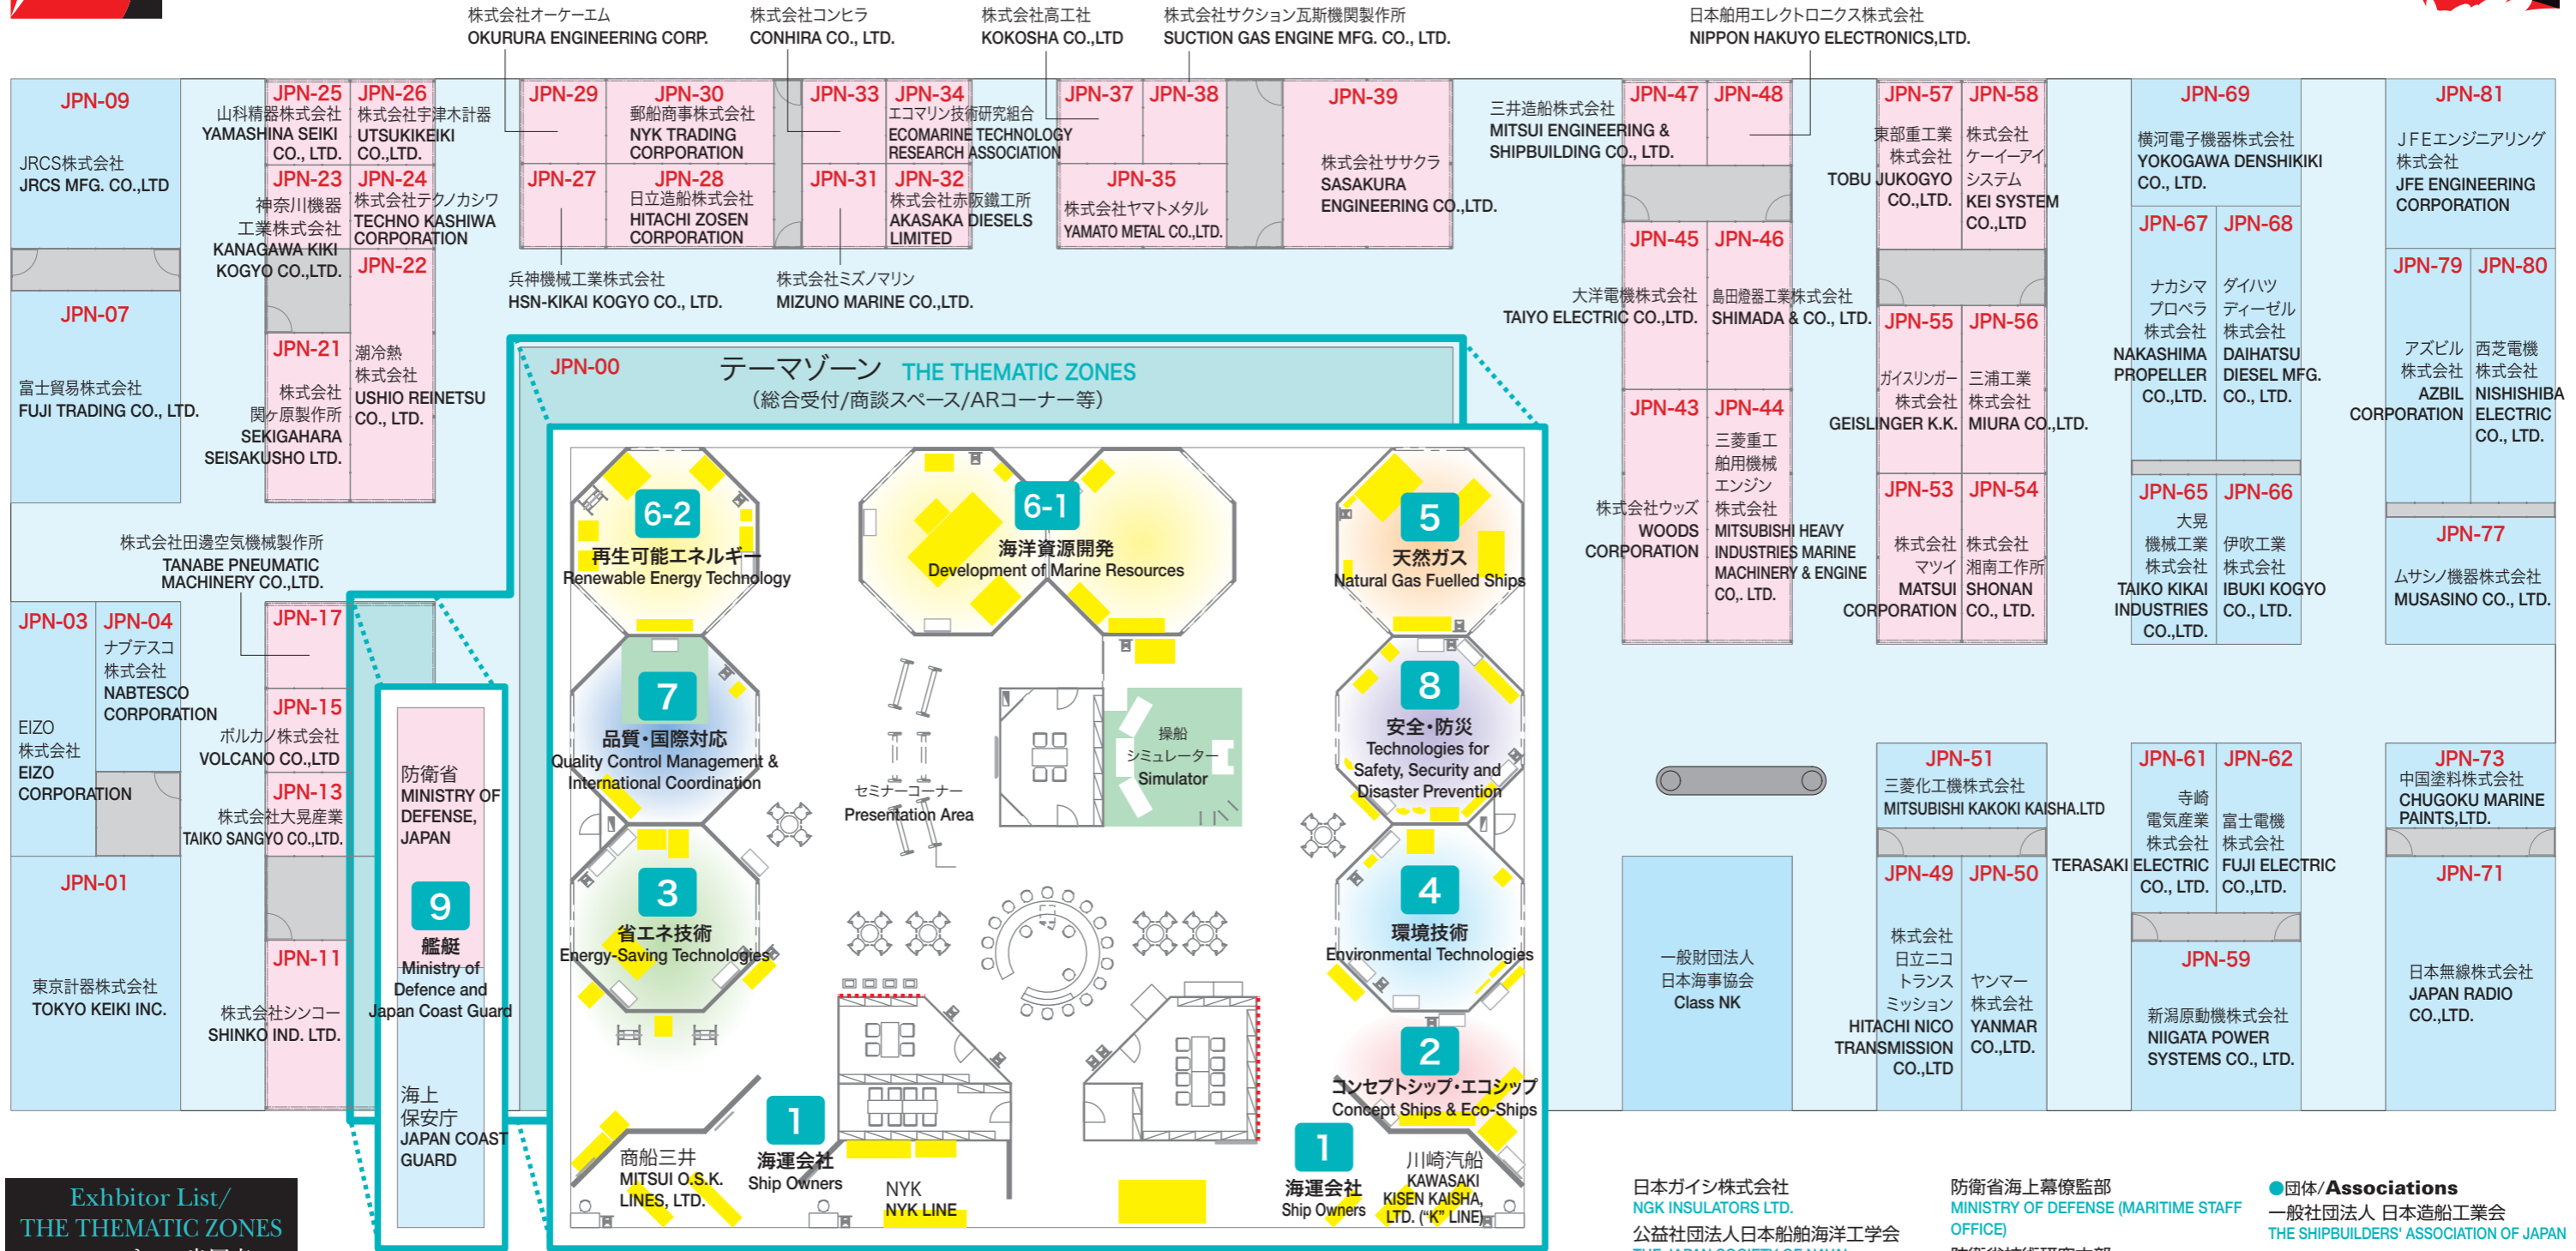 株式会社オーケーエム
OKURURA ENGINEERING CORP.
株式会社コンヒラ
CONHIRA CO., LTD.
株式会社高工社
KOKOSHA CO.,LTD
株式会社サクション瓦斯機関製作所
SUCTION GAS ENGINE MFG. CO., LTD.
日本舶用エレクトロニクス株式会社
NIPPON HAKUYO ELECTRONICS,LTD.
JPN-09
JRCS株式会社
JRCS MFG. CO.,LTD
JPN-07
富士貿易株式会社
FUJI TRADING CO., LTD.
JPN-25
山科精器株式会社
YAMASHINA SEIKI
CO., LTD.
JPN-26
株式会社宇津木計器
UTSUKIKEIKI
CO.,LTD.
JPN-23
神奈川機器
工業株式会社
KANAGAWA KIKI
KOGYO CO.,LTD.
JPN-24
株式会社テクノカシワ
TECHNO KASHIWA
CORPORATION
JPN-22
潮冷熱
株式会社
USHIO REINETSU
CO., LTD.
JPN-21
株式会社
関ヶ原製作所
SEKIGAHARA
SEISAKUSHO LTD.
JPN-29
JPN-30
郵船商事株式会社
NYK TRADING
CORPORATION
JPN-27
JPN-28
日立造船株式会社
HITACHI ZOSEN
CORPORATION
兵神機械工業株式会社
HSN-KIKAI KOGYO CO., LTD.
JPN-33
JPN-34
エコマリン技術研究組合
ECOMARINE TECHNOLOGY
RESEARCH ASSOCIATION
JPN-31
JPN-32
株式会社赤阪鐵工所
AKASAKA DIESELS
LIMITED
株式会社ミズノマリン
MIZUNO MARINE CO.,LTD.
JPN-37
JPN-38
JPN-35
株式会社ヤマトメタル
YAMATO METAL CO.,LTD.
JPN-39
株式会社ササクラ
SASAKURA
ENGINEERING CO.,LTD.
三井造船株式会社
MITSUI ENGINEERING &
SHIPBUILDING CO., LTD.
JPN-47
JPN-48
JPN-45
大洋電機株式会社
TAIYO ELECTRIC CO.,LTD.
JPN-46
島田燈器工業株式会社
SHIMADA & CO., LTD.
JPN-43
株式会社ウッズ
WOODS
CORPORATION
JPN-44
三菱重工
舶用機械
エンジン
株式会社
MITSUBISHI HEAVY
INDUSTRIES MARINE
MACHINERY & ENGINE
CO,. LTD.
JPN-57
東部重工業
株式会社
TOBU JUKOGYO
CO.,LTD.
JPN-58
株式会社
ケーイーアイ
システム
KEI SYSTEM
CO.,LTD
JPN-55
ガイスリンガー
株式会社
GEISLINGER K.K.
JPN-56
三浦工業
株式会社
MIURA CO.,LTD.
JPN-53
株式会社
マツイ
MATSUI
CORPORATION
JPN-54
株式会社
湘南工作所
SHONAN
CO., LTD.
JPN-69
横河電子機器株式会社
YOKOGAWA DENSHIKIKI
CO., LTD.
JPN-67
ナカシマ
プロペラ
株式会社
NAKASHIMA
PROPELLER
CO.,LTD.
JPN-68
ダイハツ
ディーゼル
株式会社
DAIHATSU
DIESEL MFG.
CO., LTD.
JPN-65
大晃
機械工業
株式会社
TAIKO KIKAI
INDUSTRIES
CO.,LTD.
JPN-66
伊吹工業
株式会社
IBUKI KOGYO
CO., LTD.
JPN-81
JFEエンジニアリング
株式会社
JFE ENGINEERING
CORPORATION
JPN-79
アズビル
株式会社
AZBIL
CORPORATION
JPN-80
西芝電機
株式会社
NISHISHIBA
ELECTRIC
CO., LTD.
JPN-77
ムサシノ機器株式会社
MUSASINO CO., LTD.
JPN-00
テーマゾーン THE THEMATIC ZONES
(総合受付/商談スペース/ARコーナー等)
6-2
再生可能エネルギー
Renewable Energy Technology
6-1
海洋資源開発
Development of Marine Resources
5
天然ガス
Natural Gas Fuelled Ships
7
品質・国際対応
Quality Control Management &
International Coordination
セミナーコーナー
Presentation Area
操船
シミュレーター
Simulator
8
安全・防災
Technologies for
Safety, Security and
Disaster Prevention
3
省エネ技術
Energy-Saving Technologies
4
環境技術
Environmental Technologies
2
コンセプトシップ・エコシップ
Concept Ships & Eco-Ships
商船三井
MITSUI O.S.K.
LINES, LTD.
1
海運会社
Ship Owners
NYK
NYK LINE
1
海運会社
Ship Owners
川崎汽船
KAWASAKI
KISEN KAISHA,
LTD. (“K” LINE)
株式会社田邊空気機械製作所
TANABE PNEUMATIC
MACHINERY CO.,LTD.
JPN-03
EIZO
株式会社
EIZO
CORPORATION
JPN-04
ナブテスコ
株式会社
NABTESCO
CORPORATION
JPN-01
東京計器株式会社
TOKYO KEIKI INC.
JPN-17
JPN-15
ボルカノ株式会社
VOLCANO CO.,LTD
JPN-13
株式会社大晃産業
TAIKO SANGYO CO.,LTD.
JPN-11
株式会社シンコー
SHINKO IND. LTD.
防衛省
MINISTRY OF
DEFENSE,
JAPAN
9
艦艇
Ministry of
Defence and
Japan Coast Guard
海上
保安庁
JAPAN COAST
GUARD
一般財団法人
日本海事協会
Class NK
JPN-51
三菱化工機株式会社
MITSUBISHI KAKOKI KAISHA.LTD
JPN-49
株式会社
日立ニコ
トランス
ミッション
HITACHI NICO
TRANSMISSION
CO.,LTD
JPN-50
ヤンマー
株式会社
YANMAR
CO.,LTD.
JPN-61
寺崎
電気産業
株式会社
TERASAKI ELECTRIC
CO., LTD.
JPN-62
富士電機
株式会社
FUJI ELECTRIC
CO.,LTD.
JPN-59
新潟原動機株式会社
NIIGATA POWER
SYSTEMS CO., LTD.
JPN-73
中国塗料株式会社
CHUGOKU MARINE
PAINTS,LTD.
JPN-71
日本無線株式会社
JAPAN RADIO
CO.,LTD.
Exhbitor List/
THE THEMATIC ZONES
日本ガイシ株式会社
NGK INSULATORS LTD.
公益社団法人日本船舶海洋工学会
THE JAPAN SOCIETY OF NAVAL
防衛省海上幕僚監部
MINISTRY OF DEFENSE (MARITIME STAFF
OFFICE)
防衛省技術研究本部
●団体/Associations
一般社団法人 日本造船工業会
THE SHIPBUILDERS' ASSOCIATION OF JAPAN